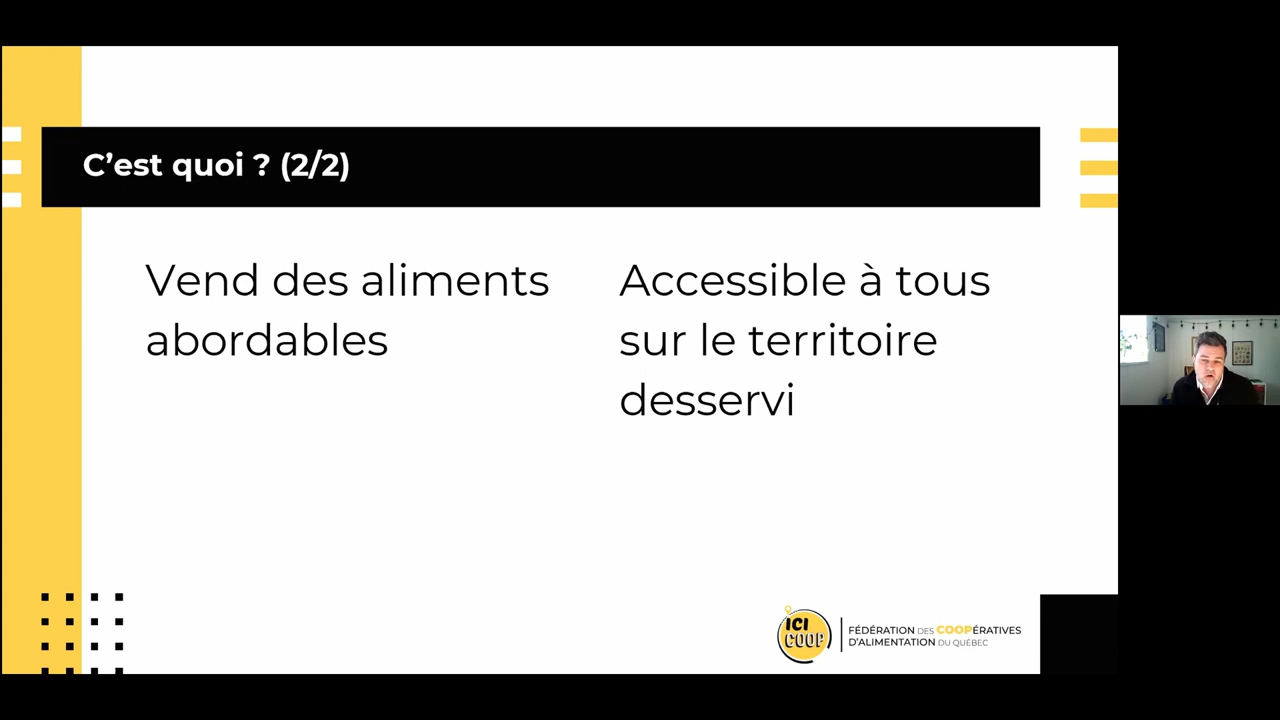 C'est quoi ? (2/2)
Vend des aliments
abordables
Accessible à tous
sur le territoire
desservi
ICI
COOP
FÉDÉRATION DES COOPÉRATIVES
D'ALIMENTATION DU QUÉBEC